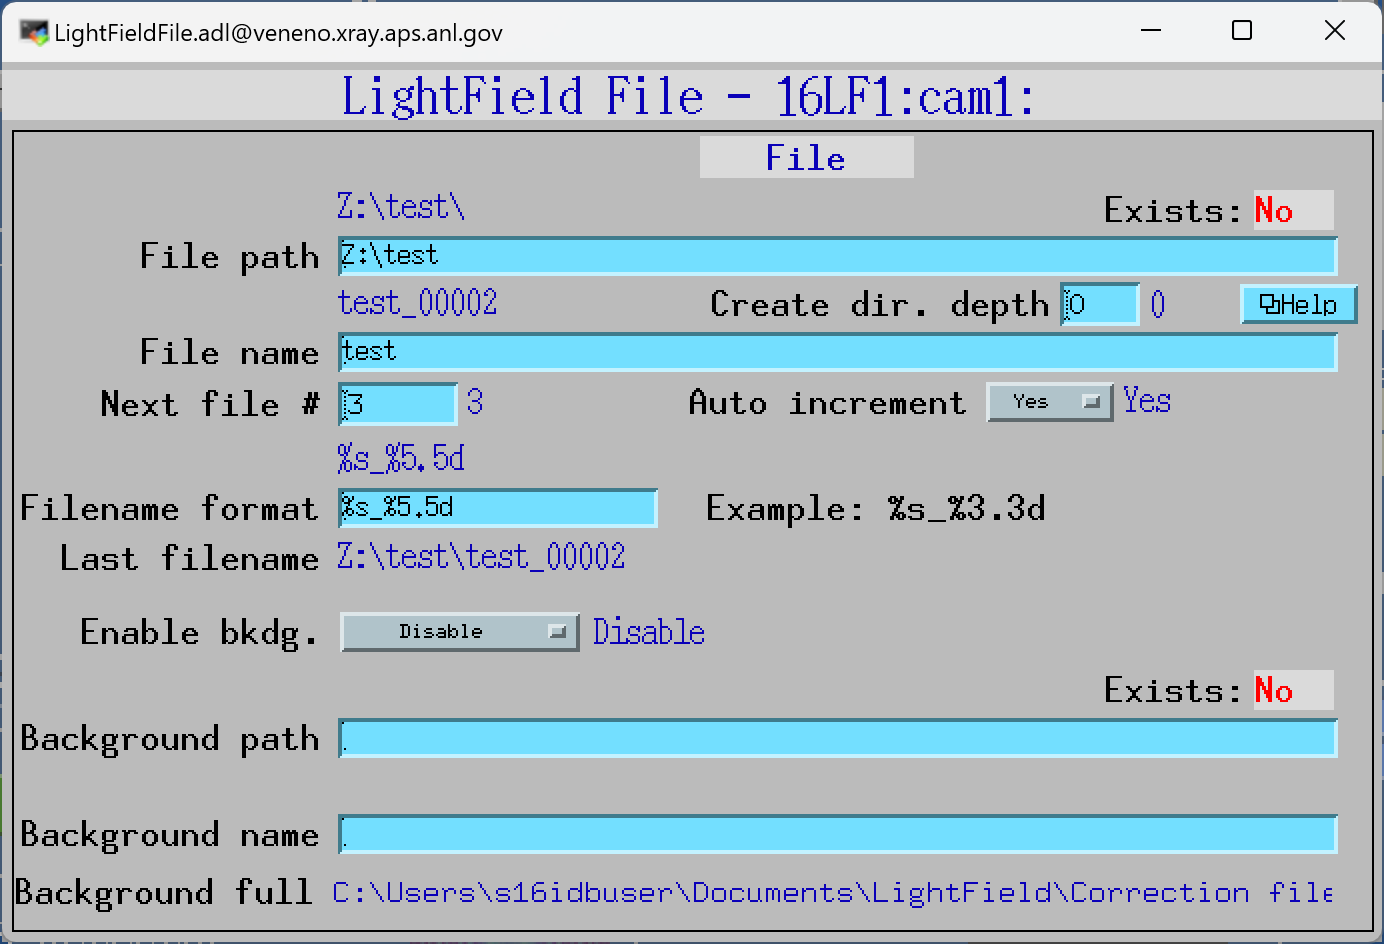 LightFieldFile.adl@veneno.xray.aps.anl.gov
LightField File - 16LF1:cam1:
File
Z:\test\
Exists: No
File path Z:\test
test_00002 Create dir. depth 0 0 Help
File name test
Next file # 3 3 Auto increment Yes Yes
%s_%5.5d
Filename format %s_%5.5d Example: %s_%3.3d
Last filename Z:\test\test_00002
Enable bkdg. Disable Disable
Exists: No
Background path
Background name
Background full C:\Users\s16idbuser\Documents\LightField\Correction file